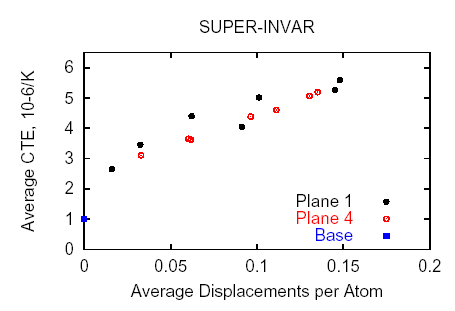 SUPER-INVAR
Average CTE, 10-6/K
6
5
4
3
2
1
0
Plane 1
Plane 4
Base
0 0.05 0.1 0.15 0.2
Average Displacements per Atom